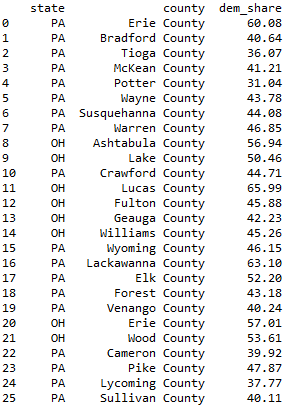 state county dem_share
0 PA Erie County 60.08
1 PA Bradford County 40.64
2 PA Tioga County 36.07
3 PA McKean County 41.21
4 PA Potter County 31.04
5 PA Wayne County 43.78
6 PA Susquehanna County 44.08
7 PA Warren County 46.85
8 OH Ashtabula County 56.94
9 OH Lake County 50.46
10 PA Crawford County 44.71
11 OH Lucas County 65.99
12 OH Fulton County 45.88
13 OH Geauga County 42.23
14 OH Williams County 45.26
15 PA Wyoming County 46.15
16 PA Lackawanna County 63.10
17 PA Elk County 52.20
18 PA Forest County 43.18
19 PA Venango County 40.24
20 OH Erie County 57.01
21 OH Wood County 53.61
22 PA Cameron County 39.92
23 PA Pike County 47.87
24 PA Lycoming County 37.77
25 PA Sullivan County 40.11